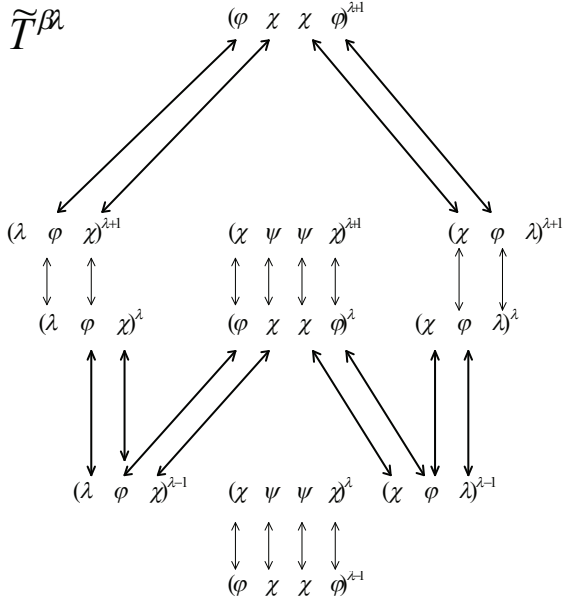 T̃^βλ
(φ χ χ φ)^λ+1
(λ φ χ)^λ+1 (χ ψ ψ χ)^λ+1 (χ φ λ)^λ+1
(λ φ χ)^λ (φ χ χ φ)^λ (χ φ λ)^λ
(λ φ χ)^λ−1 (χ ψ ψ χ)^λ (χ φ λ)^λ−1
(φ χ χ φ)^λ−1